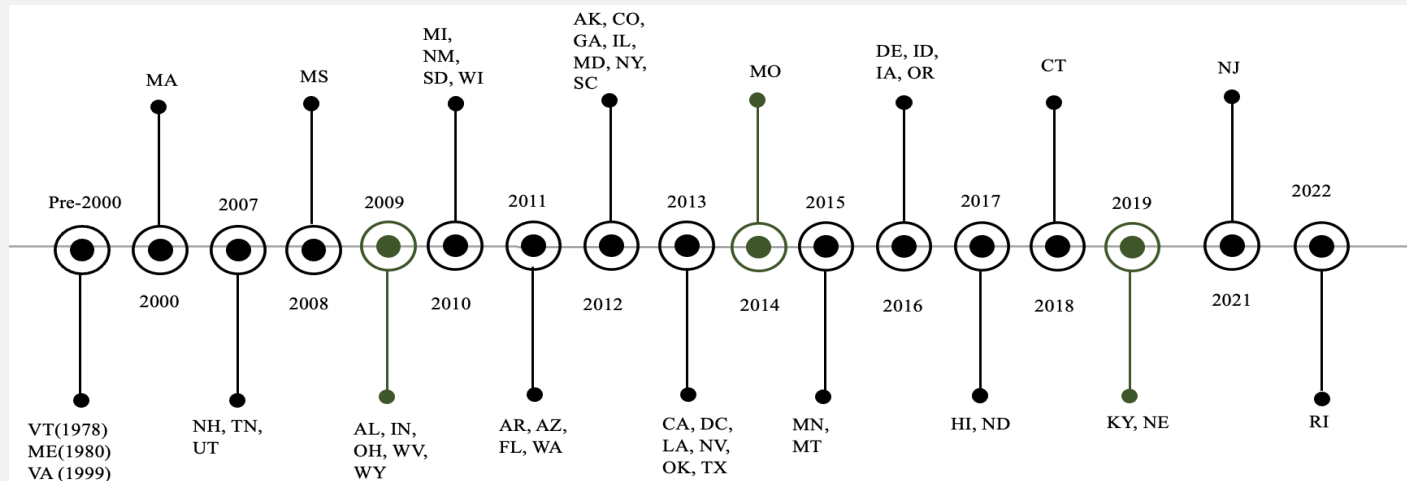 AK, CO,
GA, IL,
MD, NY,
SC
MI,
NM,
SD, WI
DE, ID,
IA, OR
MA
MS
MO
CT
NJ
Pre-2000
2007
2009
2011
2013
2015
2017
2019
2022
2000
2008
2010
2012
2014
2016
2018
2021
VT(1978)
ME(1980)
VA (1999)
NH, TN,
UT
AL, IN,
OH, WV,
WY
AR, AZ,
FL, WA
CA, DC,
LA, NV,
OK, TX
MN,
MT
HI, ND
KY, NE
RI